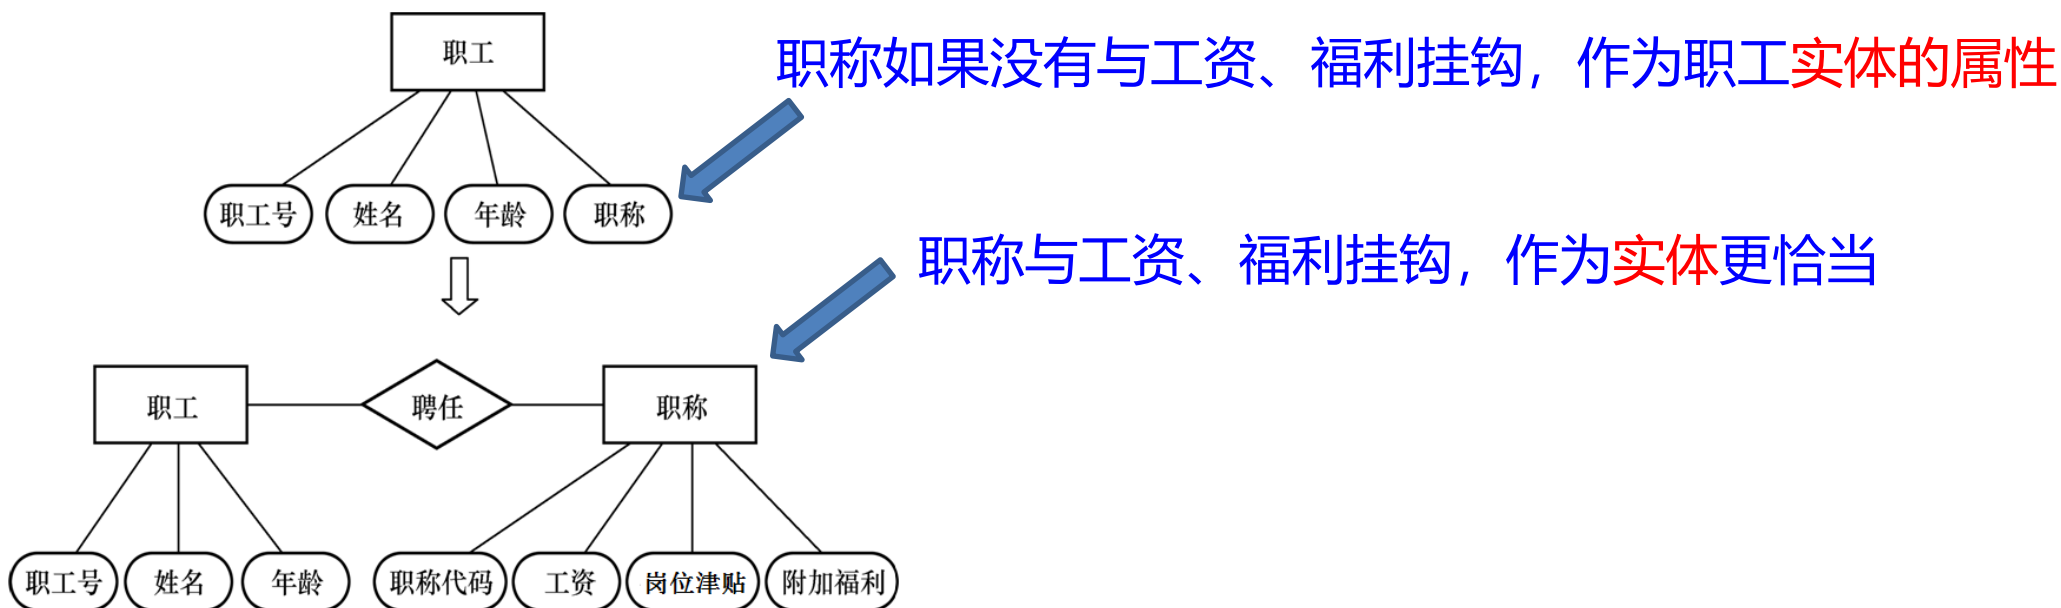 职工
职称如果没有与工资、福利挂钩，作为职工实体的属性
职工号 姓名 年龄 职称
职称与工资、福利挂钩，作为实体更恰当
职工 聘任 职称
职工号 姓名 年龄 职称代码 工资 岗位津贴 附加福利